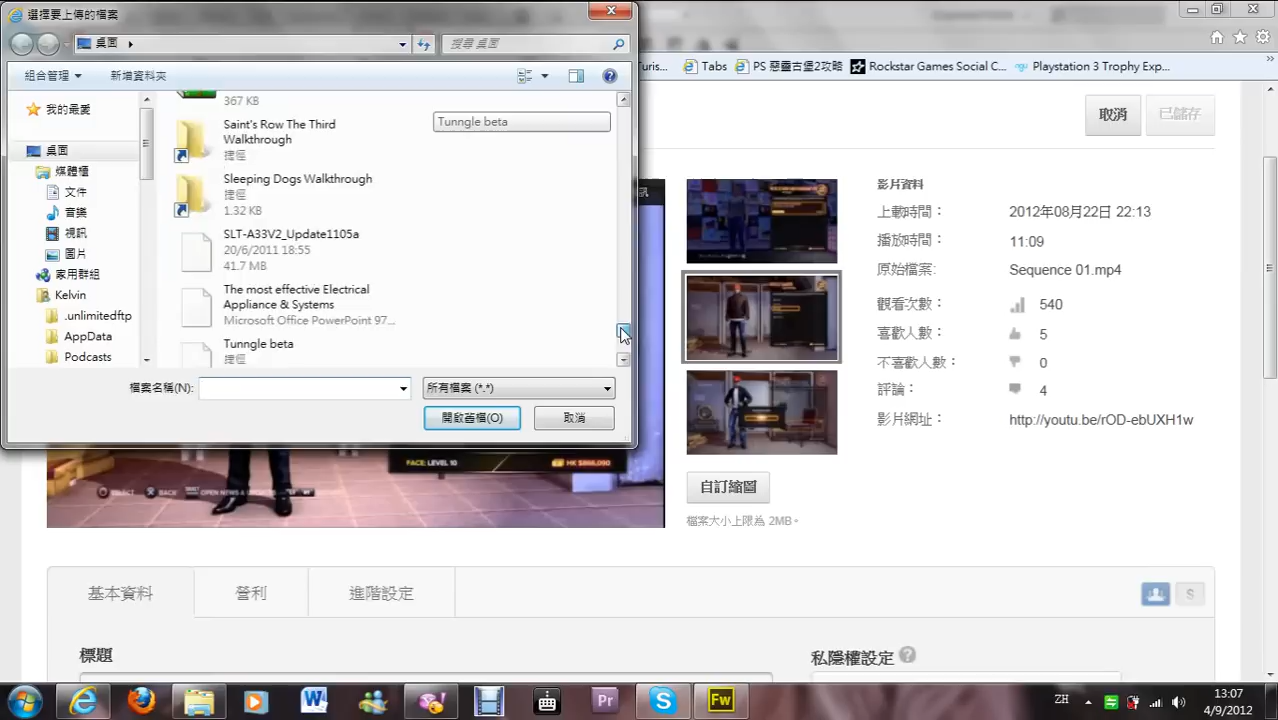 選擇要上傳的檔案
桌面
搜尋 桌面
組合管理
新增資料夾
Turis...
Tabs
PS 惡靈古堡2攻略
Rockstar Games Social C...
Playstation 3 Trophy Exp...
我的最愛
桌面
媒體櫃
文件
音樂
視訊
圖片
家用群組
Kelvin
.unlimitedftp
AppData
Podcasts
367 KB
Saint's Row The Third
Walkthrough
捷徑
Sleeping Dogs Walkthrough
捷徑
1.32 KB
SLT-A33V2_Update1105a
20/6/2011 18:55
41.7 MB
The most effective Electrical
Appliance & Systems
Microsoft Office PowerPoint 97...
Tunngle beta
捷徑
Tunngle beta
檔案名稱(N):
所有檔案 (*.*)
開啟舊檔(O)
取消
取消
已儲存
訊
影片資料
上載時間：
2012年08月22日 22:13
播放時間：
11:09
原始檔案:
Sequence 01.mp4
觀看次數：
540
喜歡人數：
5
不喜歡人數：
0
評論：
4
影片網址：
http://youtu.be/rOD-ebUXH1w
FACE: LEVEL 10
HK $866,090
SELECT
BACK
OPEN NEWS & UPDATES
自訂縮圖
檔案大小上限為 2MB。
基本資料
營利
進階設定
S
標題
私隱權設定
W
Pr
S
Fw
ZH
13:07
4/9/2012